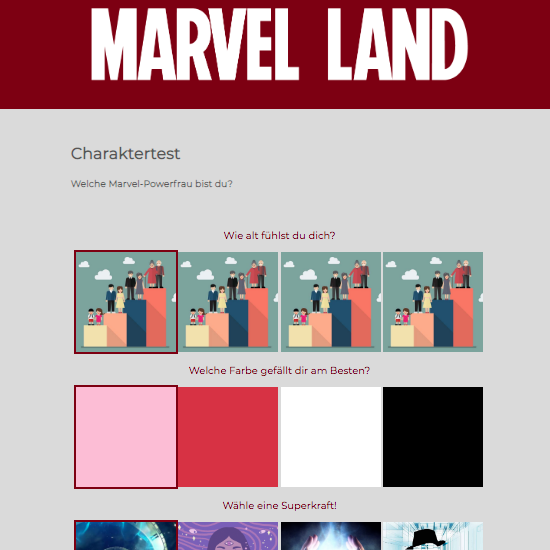 MARVEL LAND
Charaktertest
Welche Marvel-Powerfrau bist du?
Wie alt fühlst du dich?
Welche Farbe gefällt dir am Besten?
Wähle eine Superkraft!